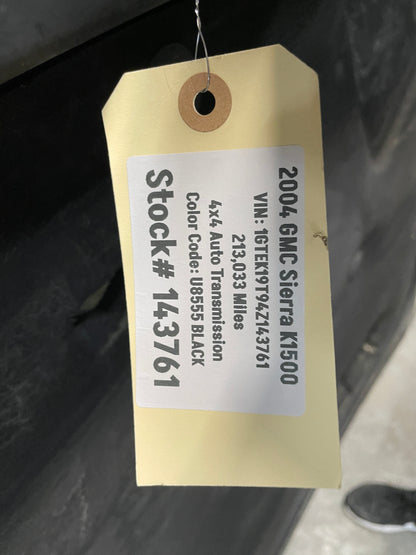 2004 GMC Sierra K1500
VIN: 1GTEK19T94Z143761
213,033 Miles
4x4 Auto Transmission
Color Code: U8555 BLACK
Stock# 143761